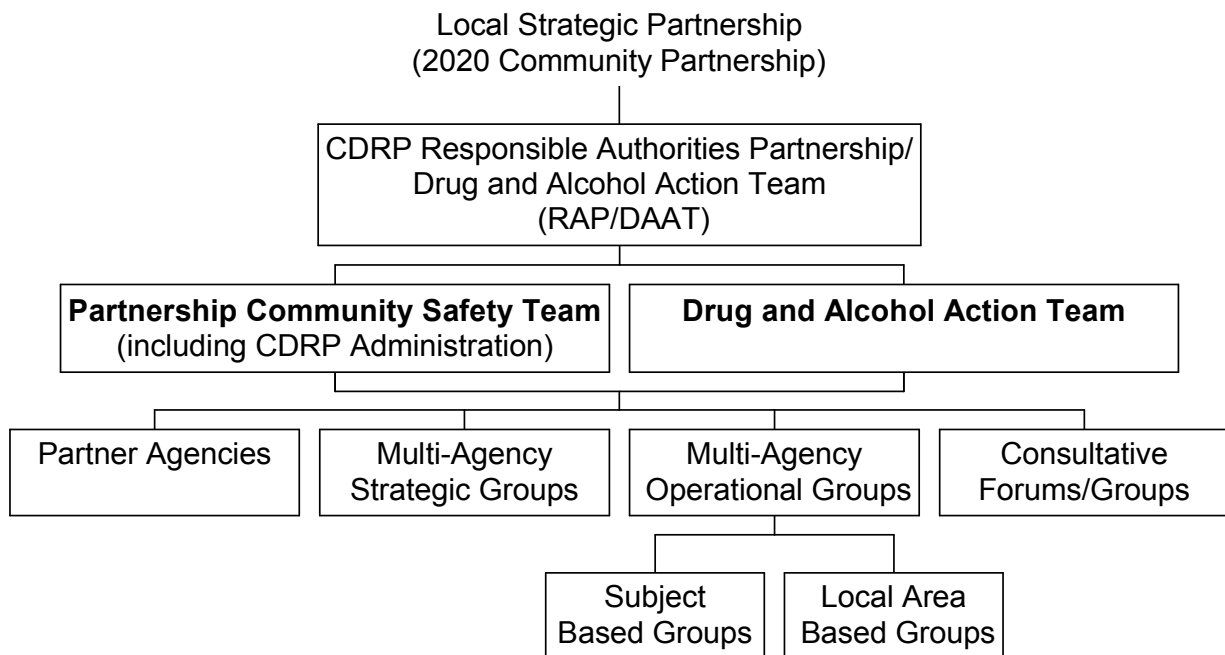 Local Strategic Partnership
(2020 Community Partnership)
CDRP Responsible Authorities Partnership/
Drug and Alcohol Action Team
(RAP/DAAT)
Partnership Community Safety Team
(including CDRP Administration)
Drug and Alcohol Action Team
Partner Agencies
Multi-Agency
Strategic Groups
Multi-Agency
Operational Groups
Consultative
Forums/Groups
Subject
Based Groups
Local Area
Based Groups